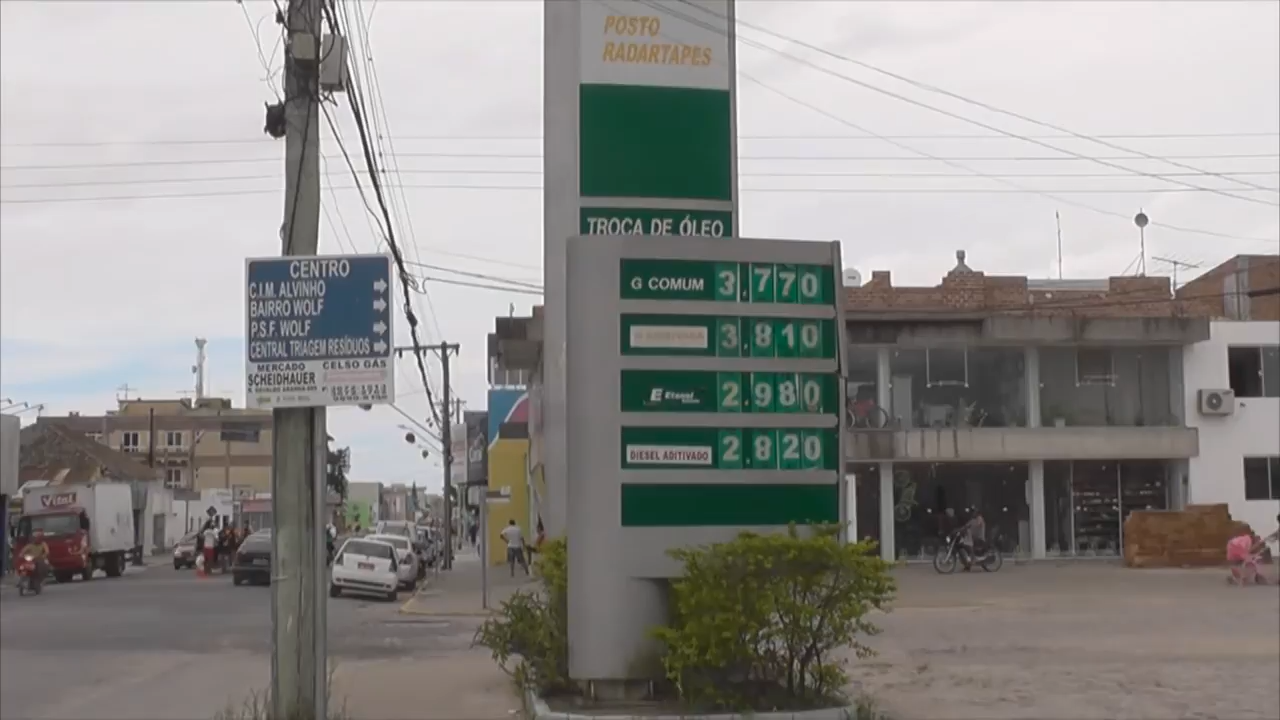 POSTO
RADARTAPES
TROCA DE ÓLEO
G COMUM 3.770
3.810
E Etanol 2.980
DIESEL ADITIVADO 2.820
CENTRO
C.I.M. ALVINHO
BAIRRO WOLF
P.S.F. WOLF
CENTRAL TRIAGEM RESÍDUOS
MERCADO
SCHEIDHAUER
CELSO GÁS
Vital